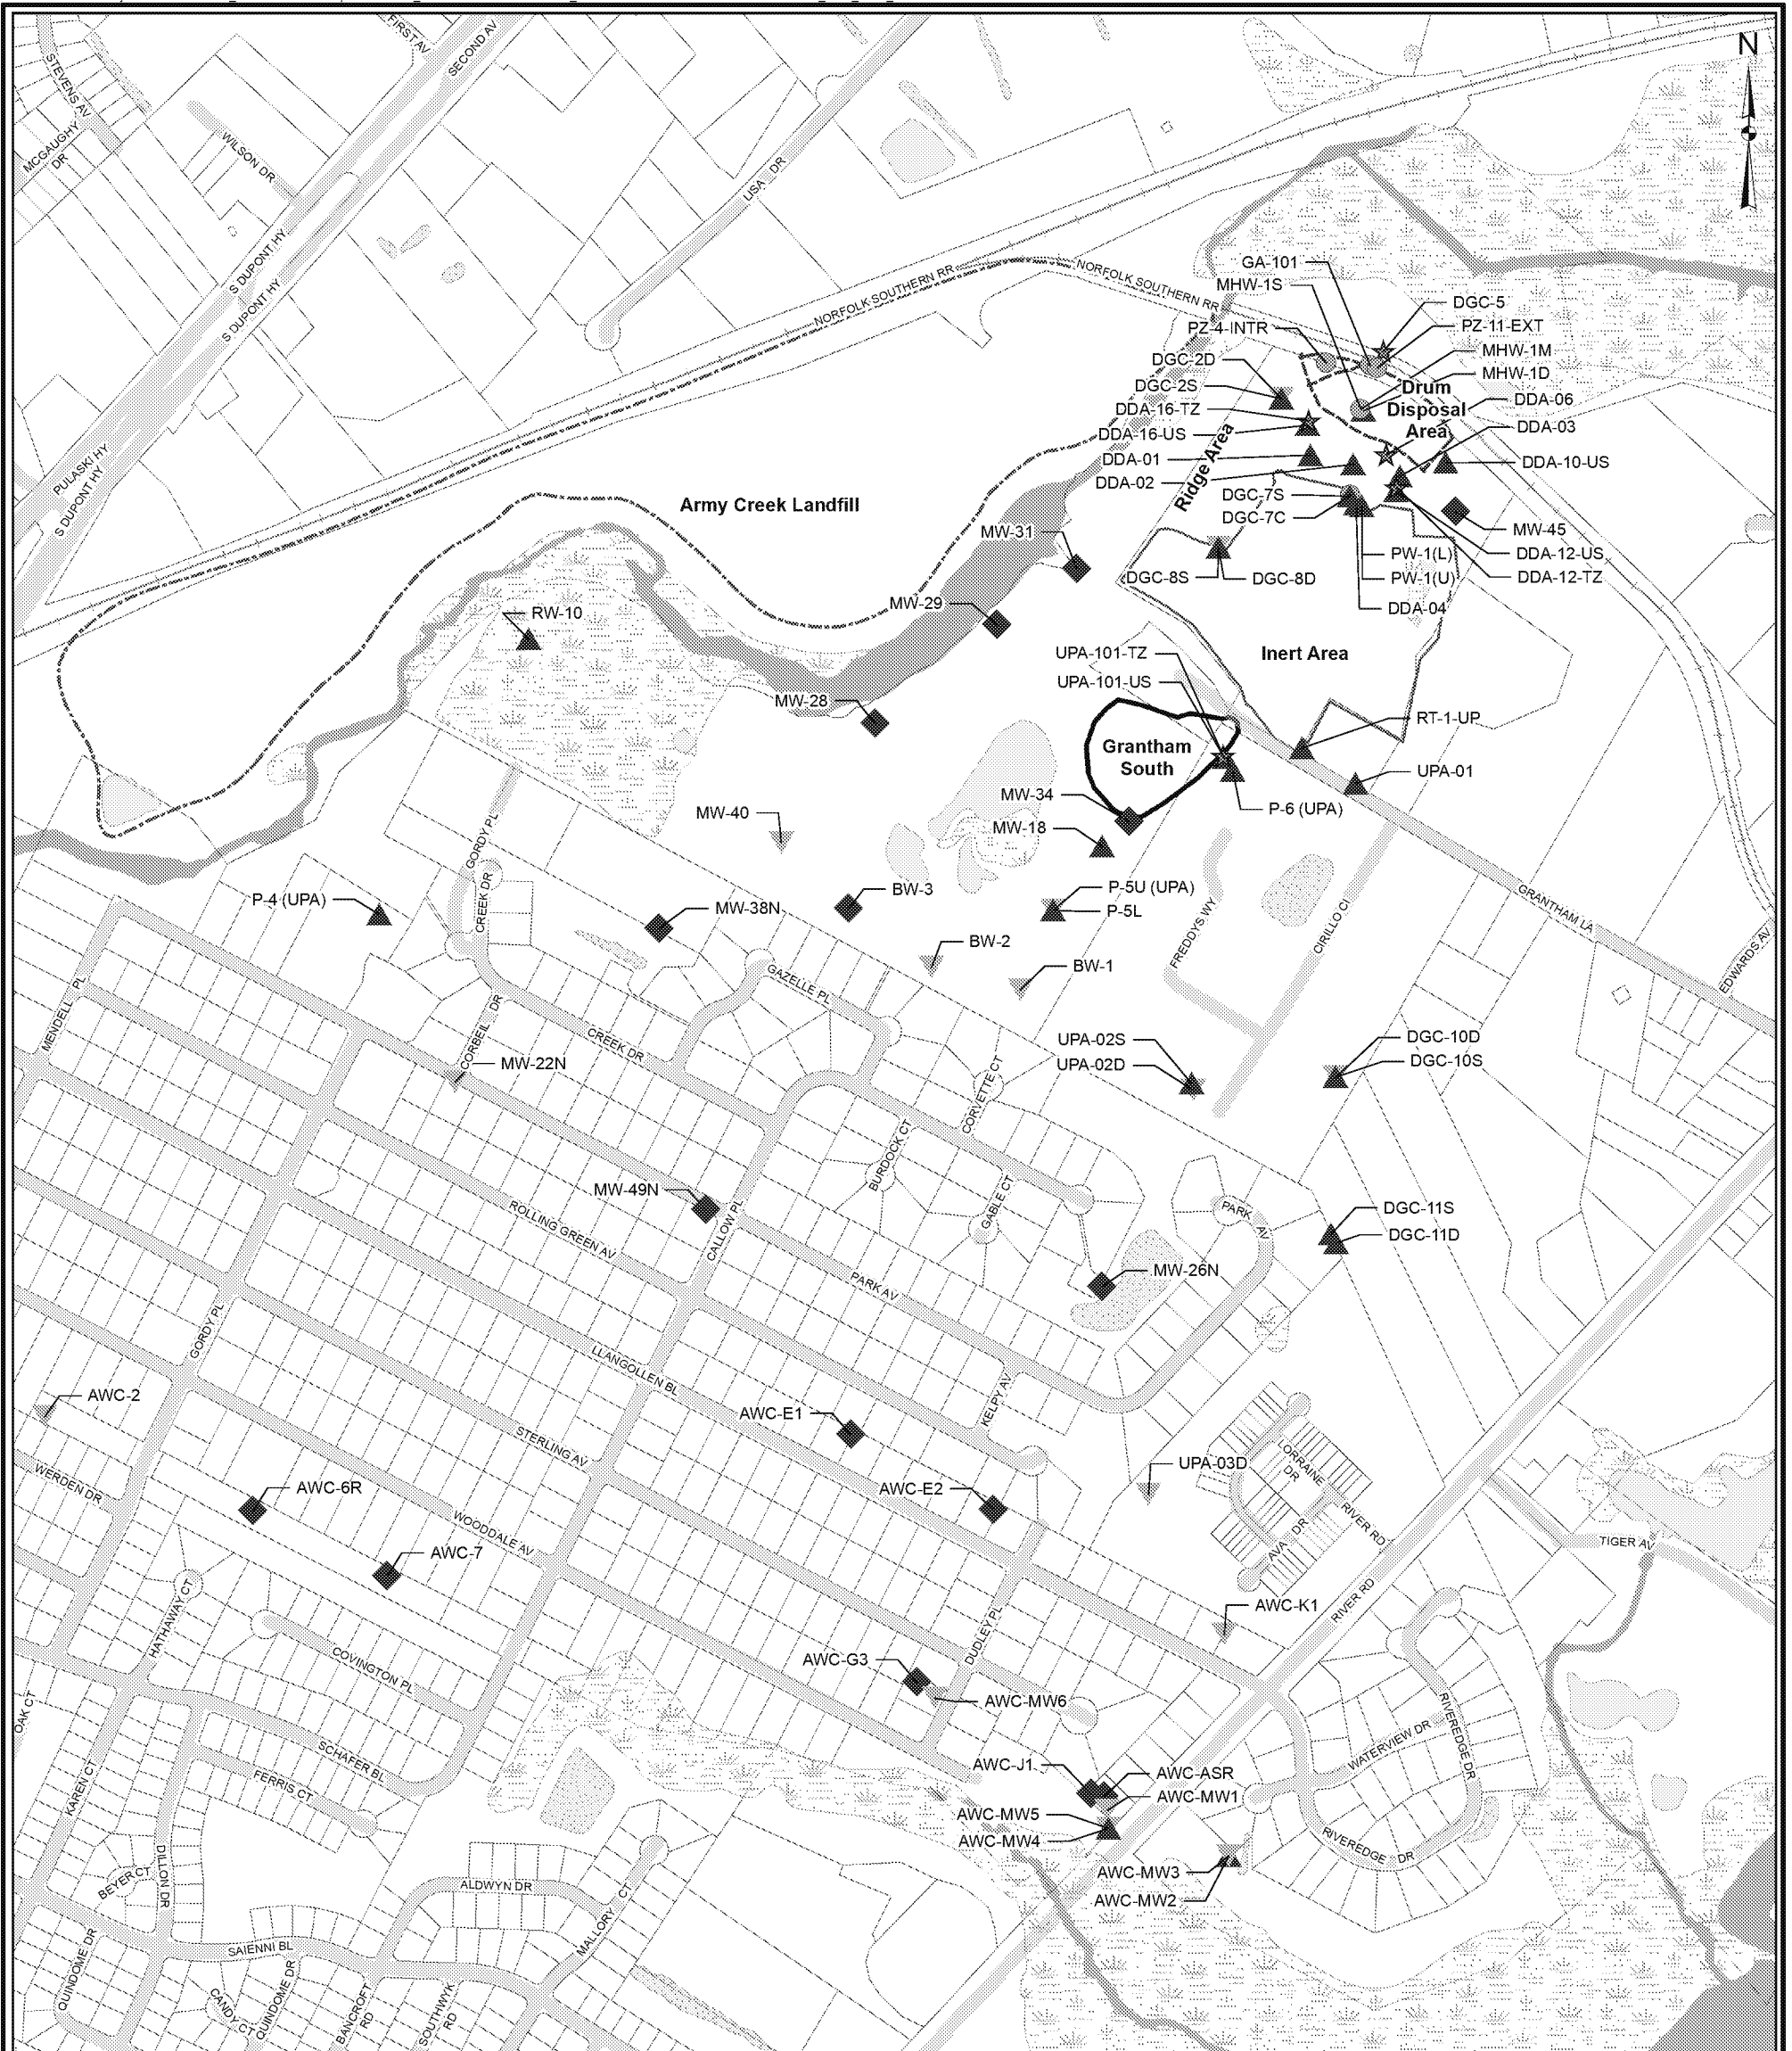 FIRST AV
SECOND AV
STEVENS AV
N
MCGAUGHY
DR
WILSON DR
LISA DR
S DUPONT HY
S DUPONT HY
NORFOLK SOUTHERN RR
NORFOLK SOUTHERN RR
GA-101
MHW-1S
DGC-5
PZ-11-EXT
PZ-4-INTR
MHW-1M
DGC-2D
MHW-1D
DGC-2S
Drum
Disposal
Area
DDA-06
DDA-16-TZ
DDA-03
DDA-16-US
DDA-01
DDA-10-US
DDA-02
Ridge Area
PULASKI HY
S DUPONT HY
DGC-7S
DGC-7C
Army Creek Landfill
MW-31
MW-45
PW-1(L)
DDA-12-US
DGC-8S
DGC-8D
PW-1(U)
DDA-12-TZ
MW-29
DDA-04
RW-10
UPA-101-TZ
Inert Area
UPA-101-US
MW-28
RT-1-UP
Grantham
South
UPA-01
MW-34
P-6 (UPA)
MW-40
MW-18
GORDY PL
P-4 (UPA)
CREEK DR
BW-3
P-5U (UPA)
MW-38N
P-5L
GRANTHAM LA
FREDDYS WY
CIRILLO CI
BW-2
BW-1
EDWARDS AV
GAZELLE PL
MENDELL PL
CORBEIL DR
CREEK DR
UPA-02S
DGC-10D
MW-22N
UPA-02D
DGC-10S
CORVETTE CT
BURDOCK CT
MW-49N
GABLE CT
PARK AV
DGC-11S
ROLLING GREEN AV
CALLOW PL
DGC-11D
PARK AV
MW-26N
GORDY PL
LLANGOLLEN BL
AWC-2
KELPY AV
AWC-E1
STERLING AV
LORRAINE
DR
WERDEN DR
UPA-03D
AWC-6R
AWC-E2
WOODDALE AV
RIVER RD
AVA DR
TIGER AV
AWC-7
HATHAWAY CT
RIVER RD
AWC-K1
COVINGTON PL
DUDLEY PL
AWC-G3
AWC-MW6
OAK CT
RIVEREDGE DR
WATERVIEW DR
SCHAFER BL
KAREN CT
FERRIS CT
AWC-J1
AWC-ASR
AWC-MW1
AWC-MW5
AWC-MW4
RIVEREDGE DR
AWC-MW3
AWC-MW2
BEYER CT
DILLON DR
ALDWYN DR
MALLORY CT
SAIENNI BL
QUINDOME DR
CANDY CT
QUINDOME DR
BANCROFT
RD
SOUTHWYK
RD